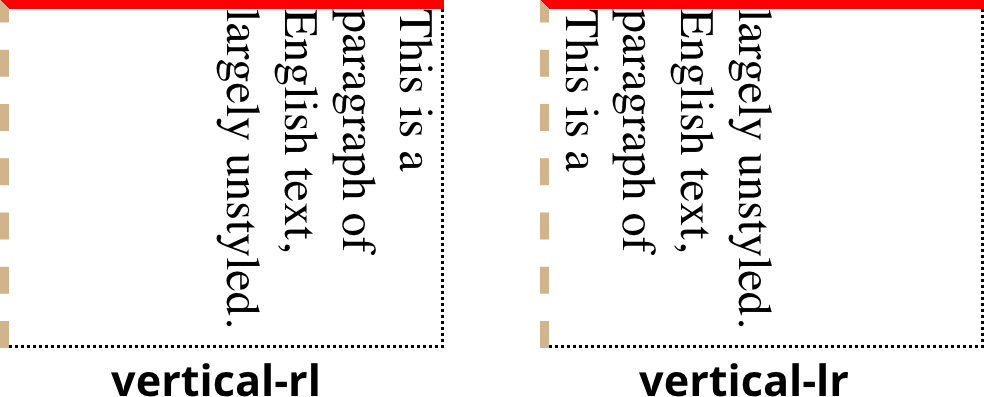 This is a
paragraph of
English text,
largely unstyled.
vertical-rl
This is a
paragraph of
English text,
largely unstyled.
vertical-lr